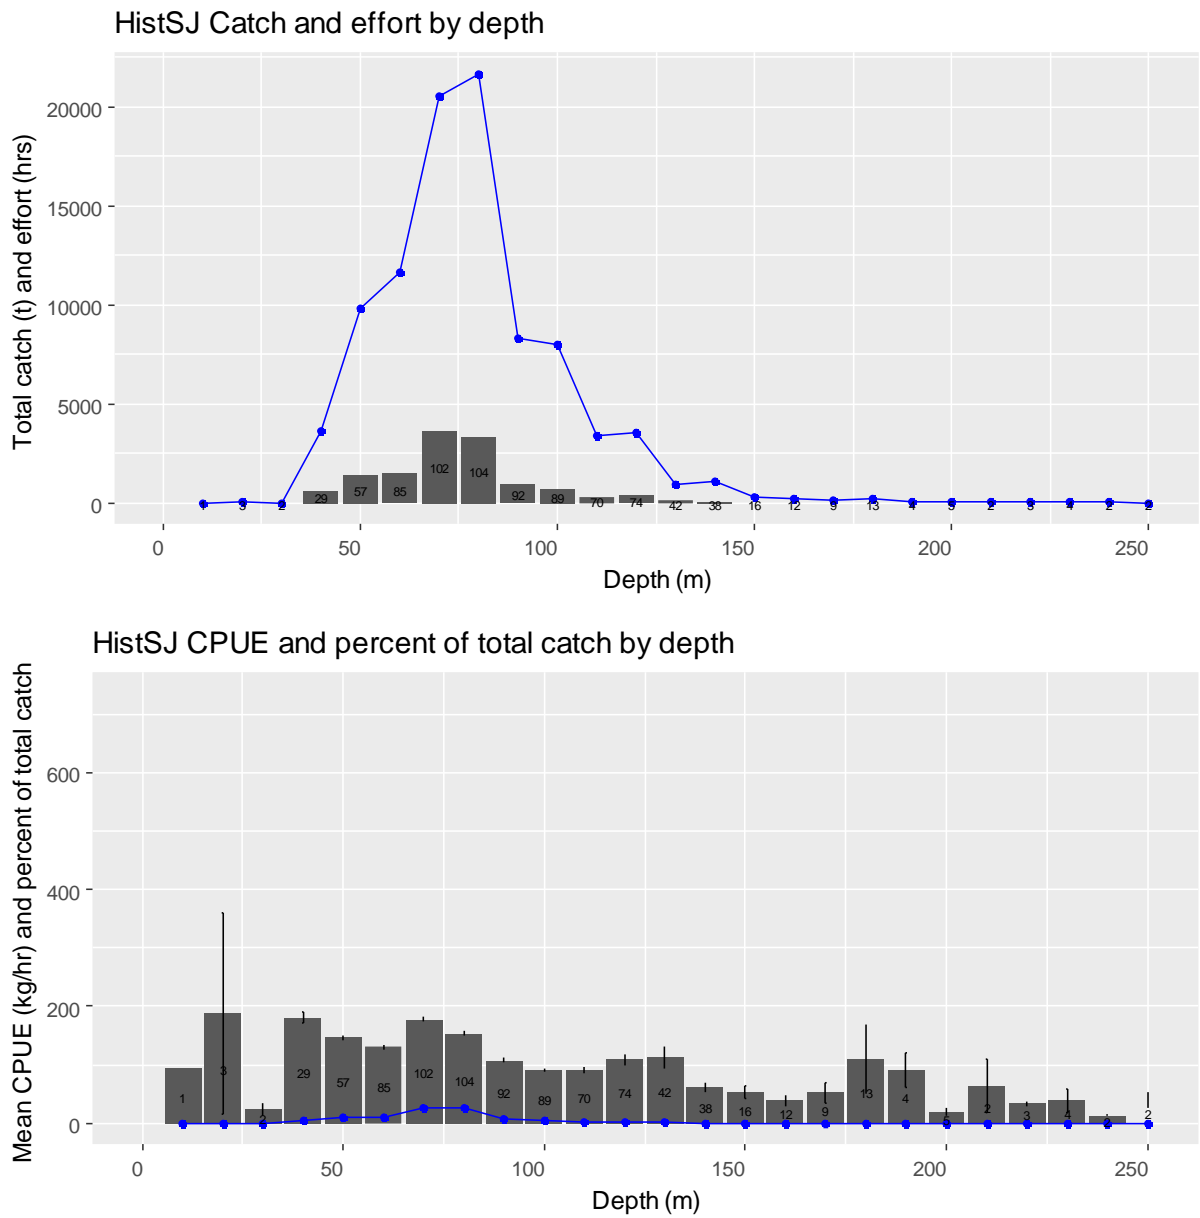 HistSJ Catch and effort by depth
Total catch (t) and effort (hrs)
20000
15000
10000
5000
0
29 57 85 102 104 92 89 70 74 42 38 16 12 9 13 4 2 3 4 2 2
0 50 100 150 200 250
Depth (m)
HistSJ CPUE and percent of total catch by depth
Mean CPUE (kg/hr) and percent of total catch
600
400
200
0
1 3 2 29 57 85 102 104 92 89 70 74 42 38 16 12 9 13 4 5 2 3 4 2 2
0 50 100 150 200 250
Depth (m)